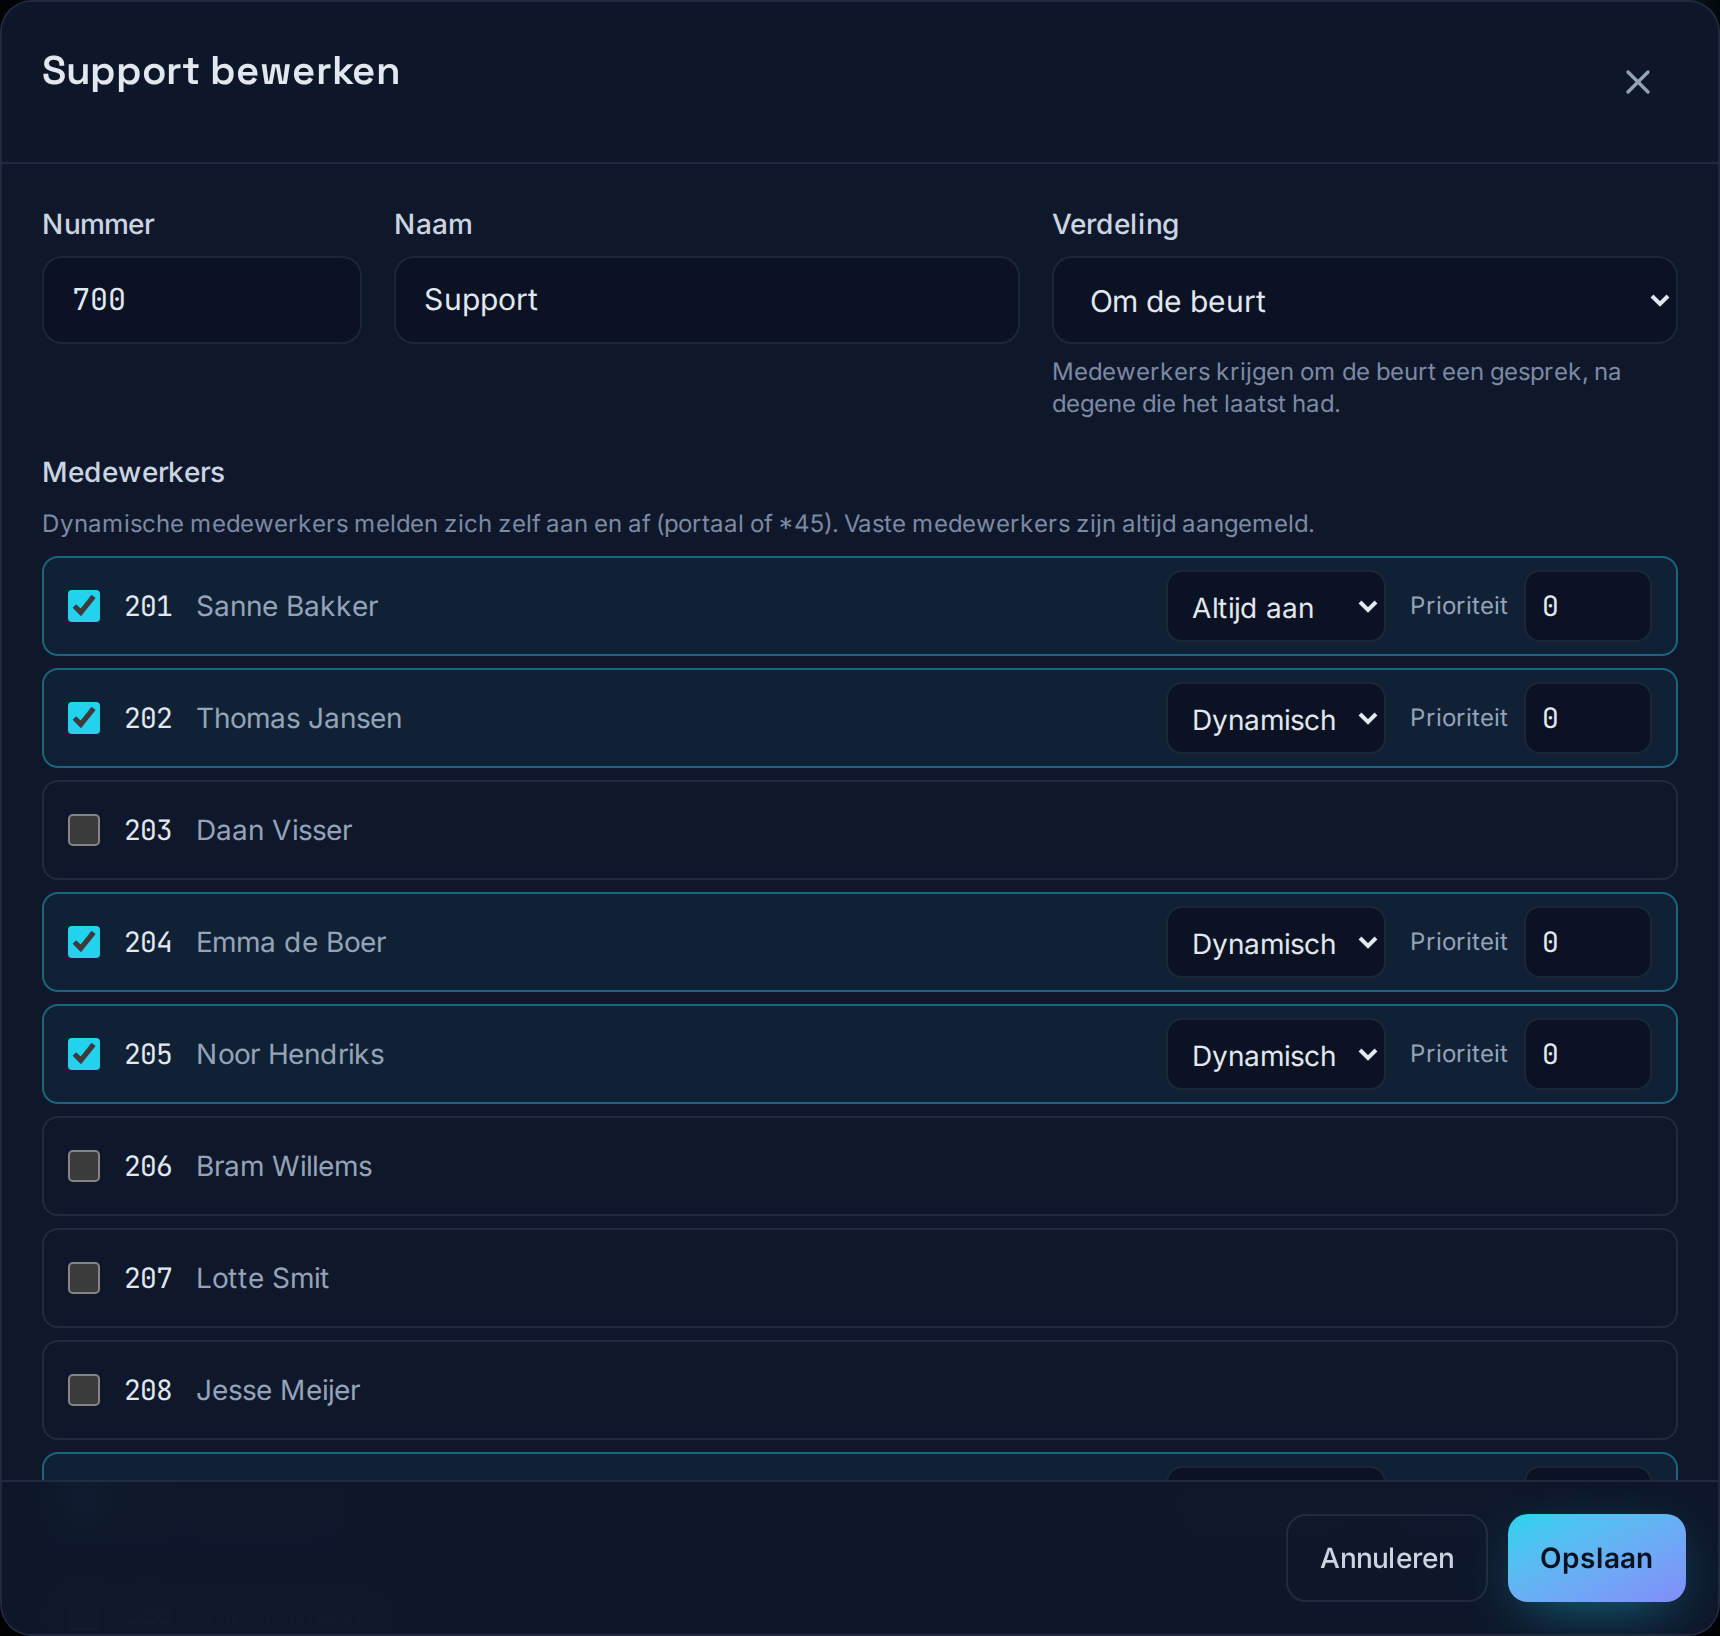 Support bewerken
Nummer
Naam
Verdeling
700
Support
Om de beurt
Medewerkers krijgen om de beurt een gesprek, na
degene die het laatst had.
Medewerkers
Dynamische medewerkers melden zich zelf aan en af (portaal of *45). Vaste medewerkers zijn altijd aangemeld.
201 Sanne Bakker Altijd aan Prioriteit 0
202 Thomas Jansen Dynamisch Prioriteit 0
203 Daan Visser
204 Emma de Boer Dynamisch Prioriteit 0
205 Noor Hendriks Dynamisch Prioriteit 0
206 Bram Willems
207 Lotte Smit
208 Jesse Meijer
Annuleren
Opslaan